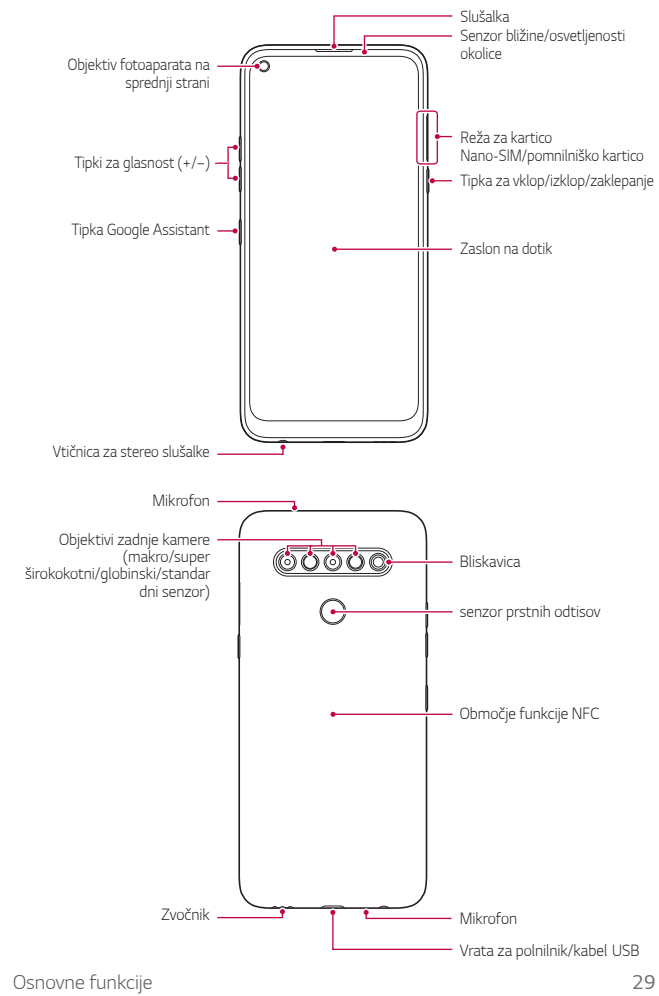 Slušalka
Senzor bližine/osvetljenosti
okolice
Objektiv fotoaparata na
sprednji strani
Reža za kartico
Nano-SIM/pomnilniško kartico
Tipki za glasnost (+/−)
Tipka za vklop/izklop/zaklepanje
Tipka Google Assistant
Zaslon na dotik
Vtičnica za stereo slušalke
Mikrofon
Objektivi zadnje kamere
(makro/super
širokokotni/globinski/standar
dni senzor)
Bliskavica
senzor prstnih odtisov
Območje funkcije NFC
Zvočnik
Mikrofon
Vrata za polnilnik/kabel USB
Osnovne funkcije
29